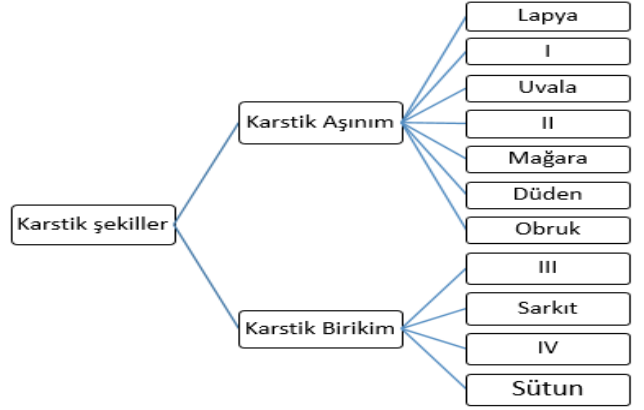 Lapya
I
Uvala
Karstik Aşınım
II
Mağara
Düden
Karstik şekiller
Obruk
III
Sarkıt
Karstik Birikim
IV
Sütun